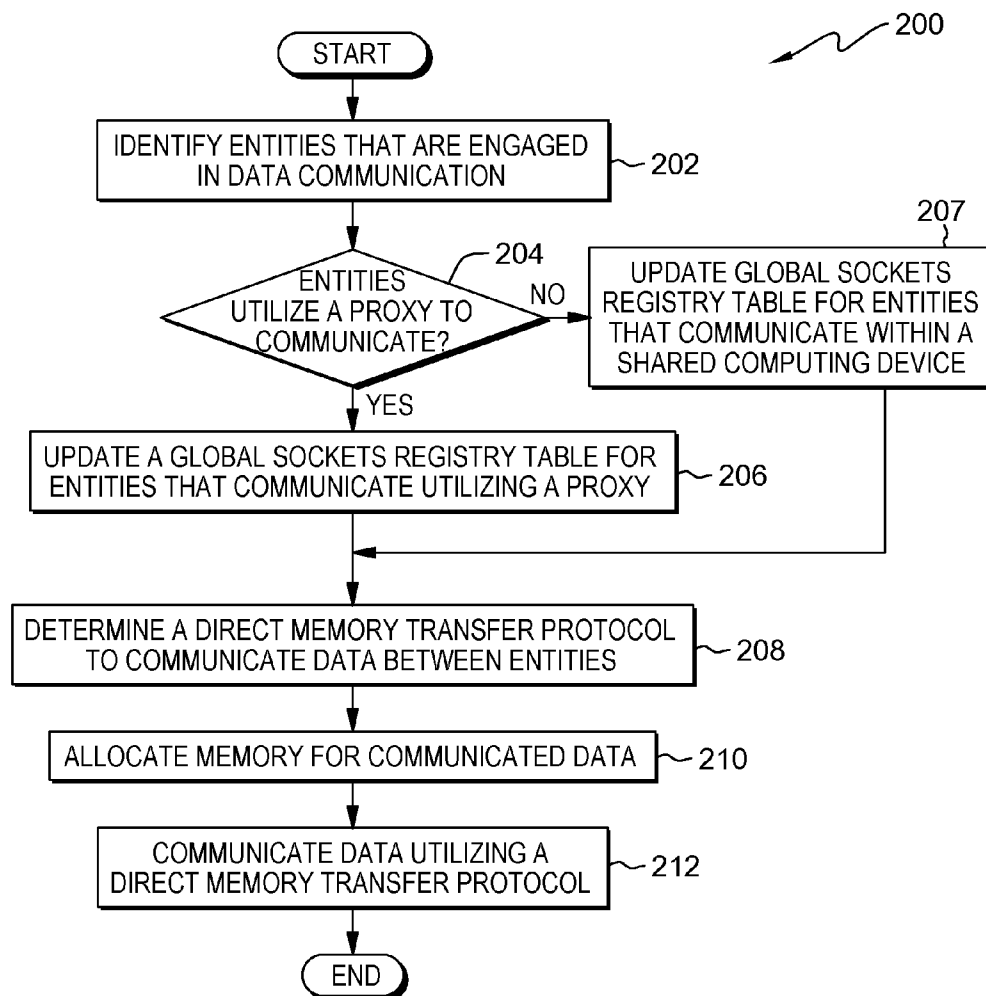 200
START
IDENTIFY ENTITIES THAT ARE ENGAGED
IN DATA COMMUNICATION
202
204
ENTITIES
UTILIZE A PROXY TO
COMMUNICATE?
NO
207
UPDATE GLOBAL SOCKETS
REGISTRY TABLE FOR ENTITIES
THAT COMMUNICATE WITHIN A
SHARED COMPUTING DEVICE
YES
UPDATE A GLOBAL SOCKETS REGISTRY TABLE FOR
ENTITIES THAT COMMUNICATE UTILIZING A PROXY
206
DETERMINE A DIRECT MEMORY TRANSFER PROTOCOL
TO COMMUNICATE DATA BETWEEN ENTITIES
208
ALLOCATE MEMORY FOR COMMUNICATED DATA
210
COMMUNICATE DATA UTILIZING A
DIRECT MEMORY TRANSFER PROTOCOL
212
END